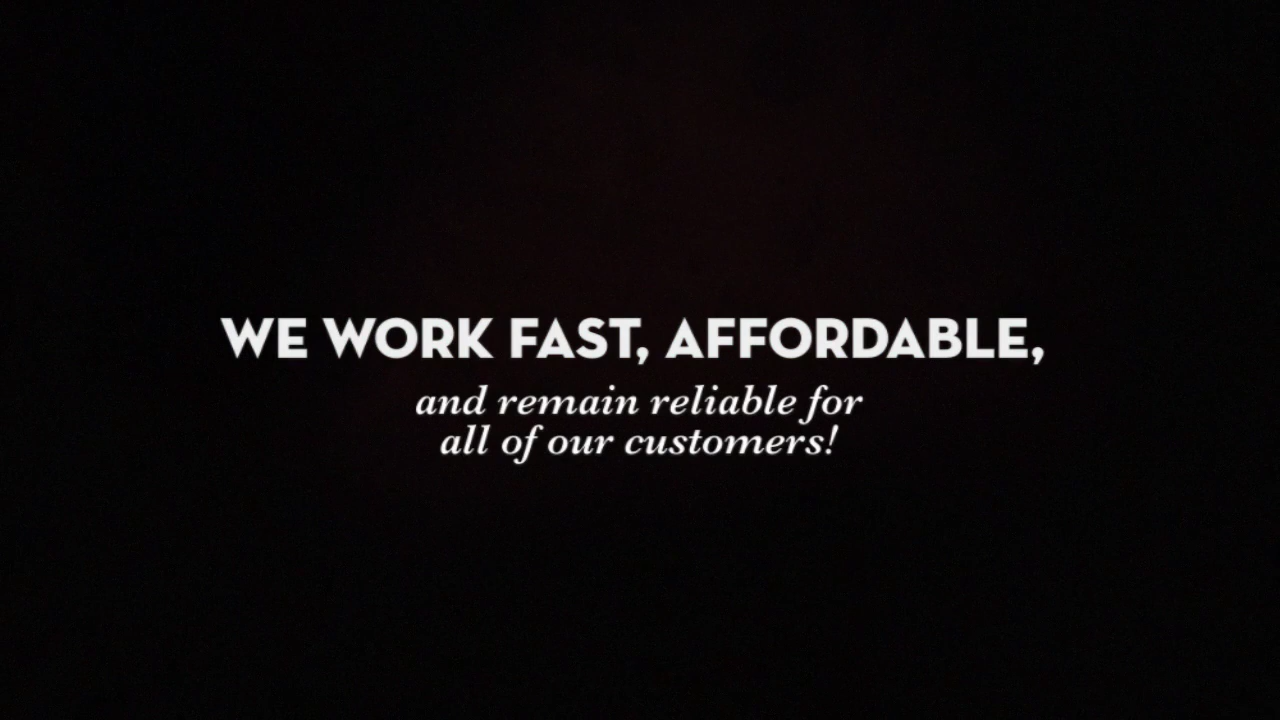 WE WORK FAST, AFFORDABLE,
and remain reliable for
all of our customers!